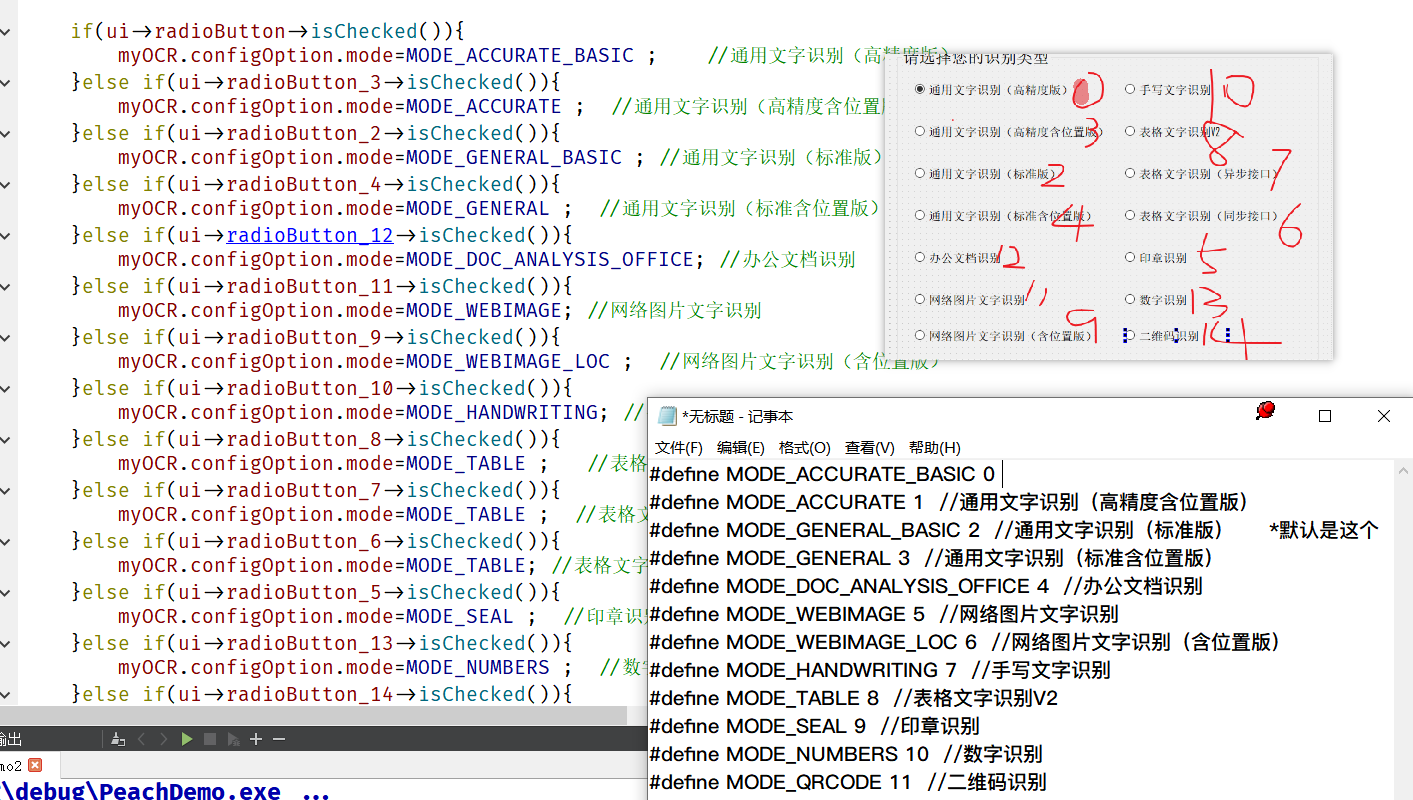 if(ui->radioButton->isChecked()){
myOCR.configOption.mode=MODE_ACCURATE_BASIC ; //通用文字识别（高精度版）
}else if(ui->radioButton_3->isChecked()){
myOCR.configOption.mode=MODE_ACCURATE ; //通用文字识别（高精度含位置版
}else if(ui->radioButton_2->isChecked()){
myOCR.configOption.mode=MODE_GENERAL_BASIC ; //通用文字识别（标准版）
}else if(ui->radioButton_4->isChecked()){
myOCR.configOption.mode=MODE_GENERAL ; //通用文字识别（标准含位置版）
}else if(ui->radioButton_12->isChecked()){
myOCR.configOption.mode=MODE_DOC_ANALYSIS_OFFICE; //办公文档识别
}else if(ui->radioButton_11->isChecked()){
myOCR.configOption.mode=MODE_WEBIMAGE; //网络图片文字识别
}else if(ui->radioButton_9->isChecked()){
myOCR.configOption.mode=MODE_WEBIMAGE_LOC ; //网络图片文字识别（含位置版）
}else if(ui->radioButton_10->isChecked()){
myOCR.configOption.mode=MODE_HANDWRITING; //
}else if(ui->radioButton_8->isChecked()){
myOCR.configOption.mode=MODE_TABLE ; //表格
}else if(ui->radioButton_7->isChecked()){
myOCR.configOption.mode=MODE_TABLE ; //表格文
}else if(ui->radioButton_6->isChecked()){
myOCR.configOption.mode=MODE_TABLE; //表格文字
}else if(ui->radioButton_5->isChecked()){
myOCR.configOption.mode=MODE_SEAL ; //印章识别
}else if(ui->radioButton_13->isChecked()){
myOCR.configOption.mode=MODE_NUMBERS ; //数字
}else if(ui->radioButton_14->isChecked()){
请选择您的识别类型
通用文字识别（高精度版） 0 手写文字识别 10
通用文字识别（高精度含位置版） 3 表格文字识别V2 8
通用文字识别（标准版） 2 表格文字识别（异步接口） 7
通用文字识别（标准含位置版） 4 表格文字识别（同步接口） 6
办公文档识别 12 印章识别 5
网络图片文字识别 11 数字识别 13
网络图片文字识别（含位置版） 9 二维码识别 14
*无标题 - 记事本
文件(F) 编辑(E) 格式(O) 查看(V) 帮助(H)
#define MODE_ACCURATE_BASIC 0
#define MODE_ACCURATE 1 //通用文字识别（高精度含位置版）
#define MODE_GENERAL_BASIC 2 //通用文字识别（标准版） *默认是这个
#define MODE_GENERAL 3 //通用文字识别（标准含位置版）
#define MODE_DOC_ANALYSIS_OFFICE 4 //办公文档识别
#define MODE_WEBIMAGE 5 //网络图片文字识别
#define MODE_WEBIMAGE_LOC 6 //网络图片文字识别（含位置版）
#define MODE_HANDWRITING 7 //手写文字识别
#define MODE_TABLE 8 //表格文字识别V2
#define MODE_SEAL 9 //印章识别
#define MODE_NUMBERS 10 //数字识别
#define MODE_QRCODE 11 //二维码识别
输出
mo2
\debug\PeachDemo.exe ...